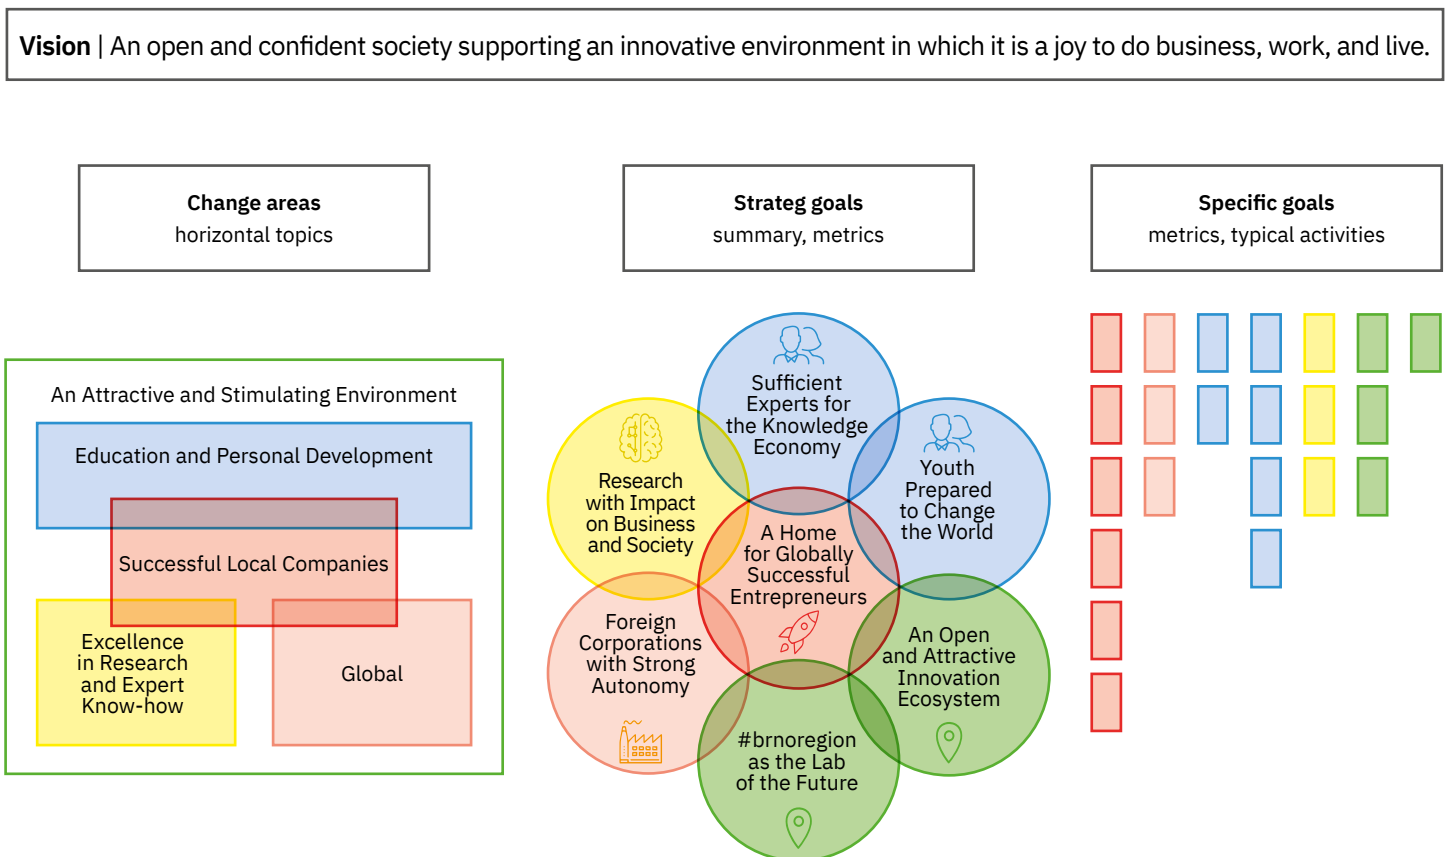 Vision | An open and confident society supporting an innovative environment in which it is a joy to do business, work, and live.
Change areas
horizontal topics
Strateg goals
summary, metrics
Specific goals
metrics, typical activities
An Attractive and Stimulating Environment
Education and Personal Development
Successful Local Companies
Excellence
in Research
and Expert
Know-how
Global
Sufficient
Experts for
the Knowledge
Economy
Research
with Impact
on Business
and Society
Youth
Prepared
to Change
the World
A Home
for Globally
Successful
Entrepreneurs
Foreign
Corporations
with Strong
Autonomy
An Open
and Attractive
Innovation
Ecosystem
#brnoregion
as the Lab
of the Future